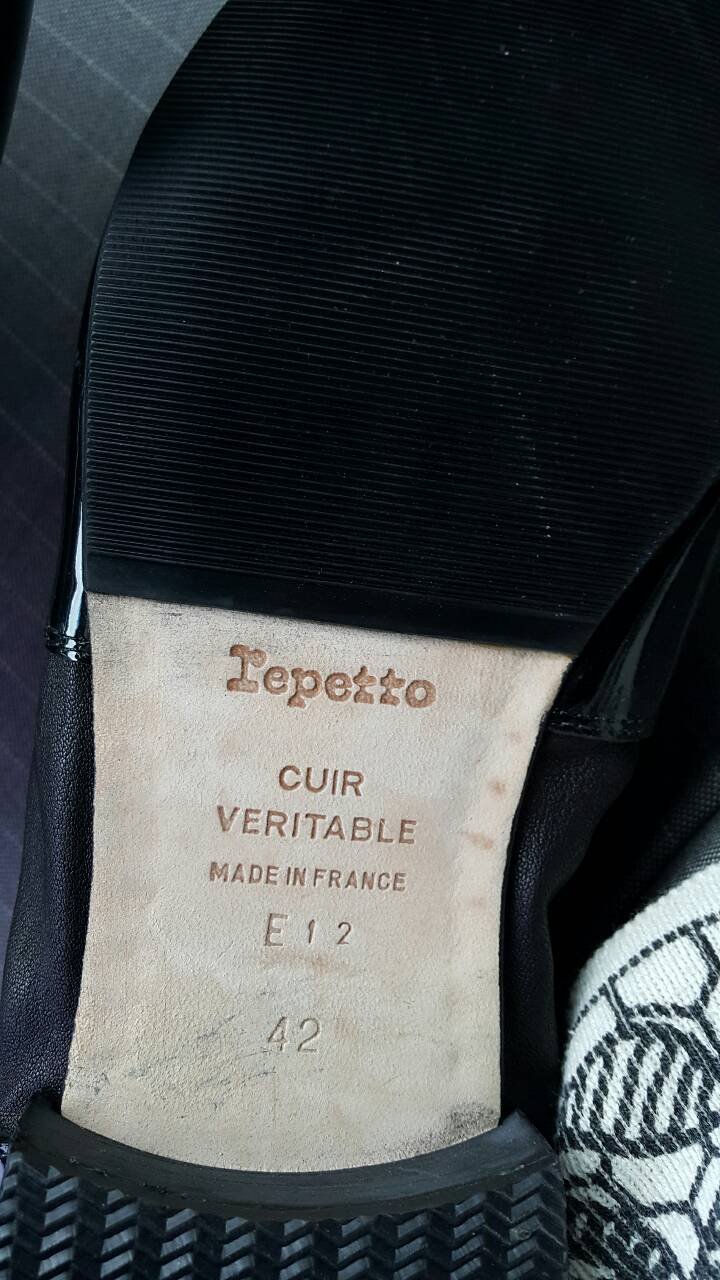 repetto
CUIR
VERITABLE
MADE IN FRANCE
E 1 2
42